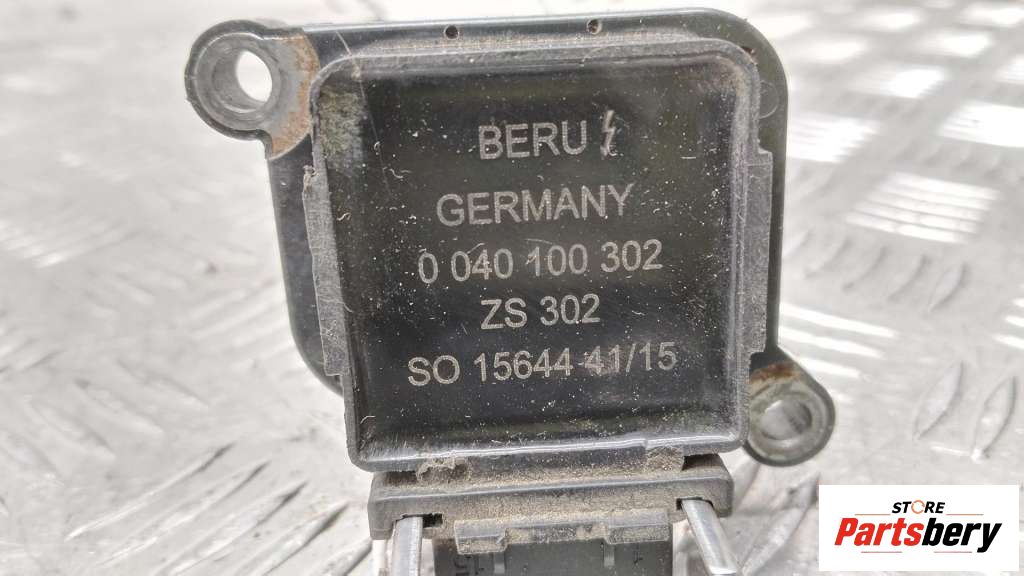 BERU
GERMANY
0 040 100 302
ZS 302
SO 15644 41/15
STORE
Partsbery